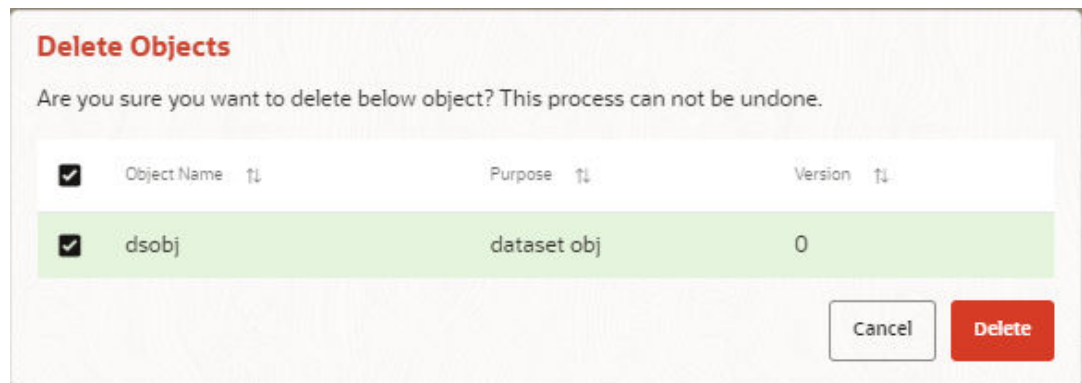 Delete Objects
Are you sure you want to delete below object? This process can not be undone.
Object Name Purpose Version
dsobj dataset obj 0
Cancel Delete